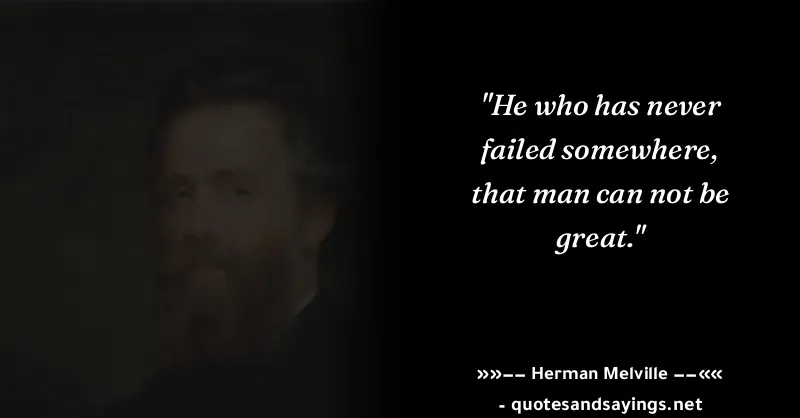 "He who has never
failed somewhere,
that man can not be
great."
»»–– Herman Melville ––««
- quotesandsayings.net